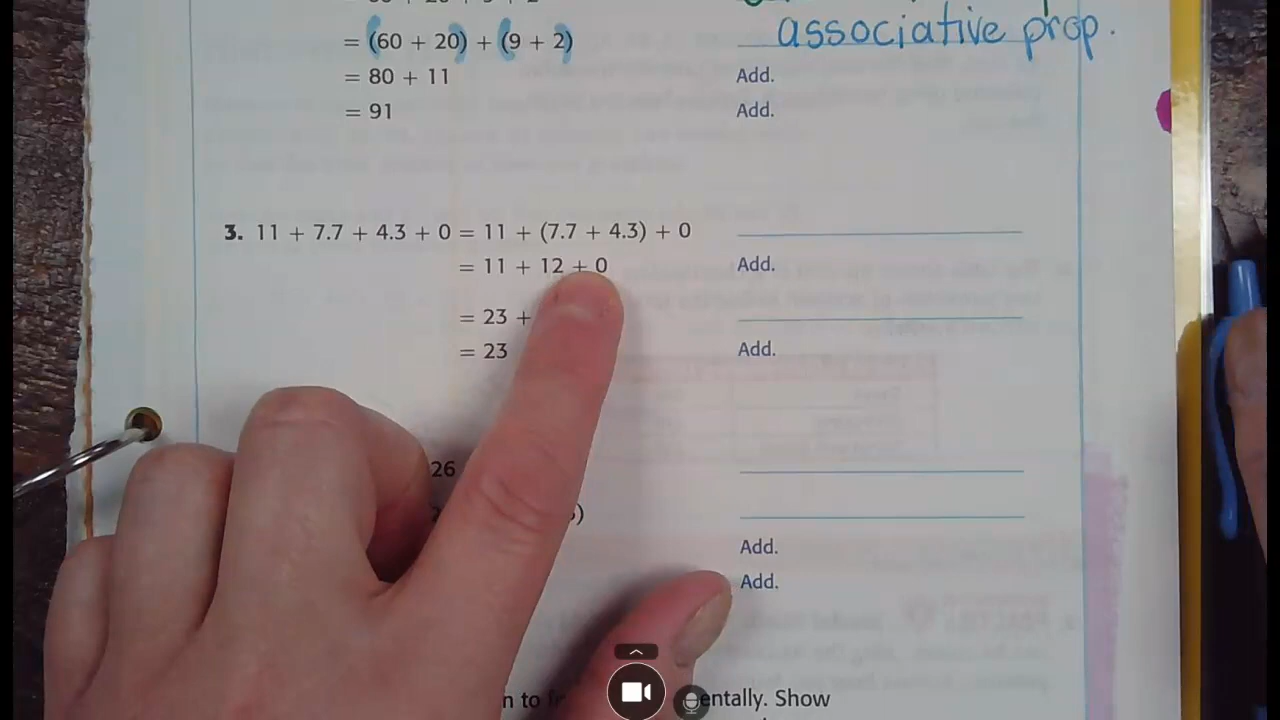 = (60 + 20) + (9 + 2) associative prop.
= 80 + 11 Add.
= 91 Add.
3. 11 + 7.7 + 4.3 + 0 = 11 + (7.7 + 4.3) + 0
= 11 + 12 + 0 Add.
= 23 +
= 23 Add.
26
)
Add.
Add.
entally. Show